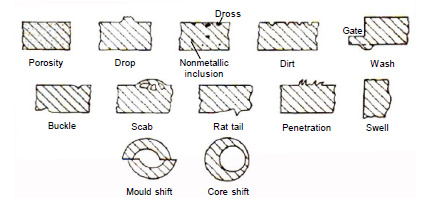 Dross
Gate
Porosity
Drop
Nonmetallic
inclusion
Dirt
Wash
Buckle
Scab
Rat tail
Penetration
Swell
Mould shift
Core shift